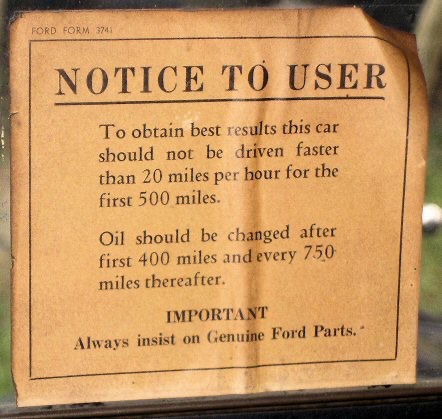 FORD FORM 3741
NOTICE TO USER
To obtain best results this car
should not be driven faster
than 20 miles per hour for the
first 500 miles.
Oil should be changed after
first 400 miles and every 750
miles thereafter.
IMPORTANT
Always insist on Genuine Ford Parts.